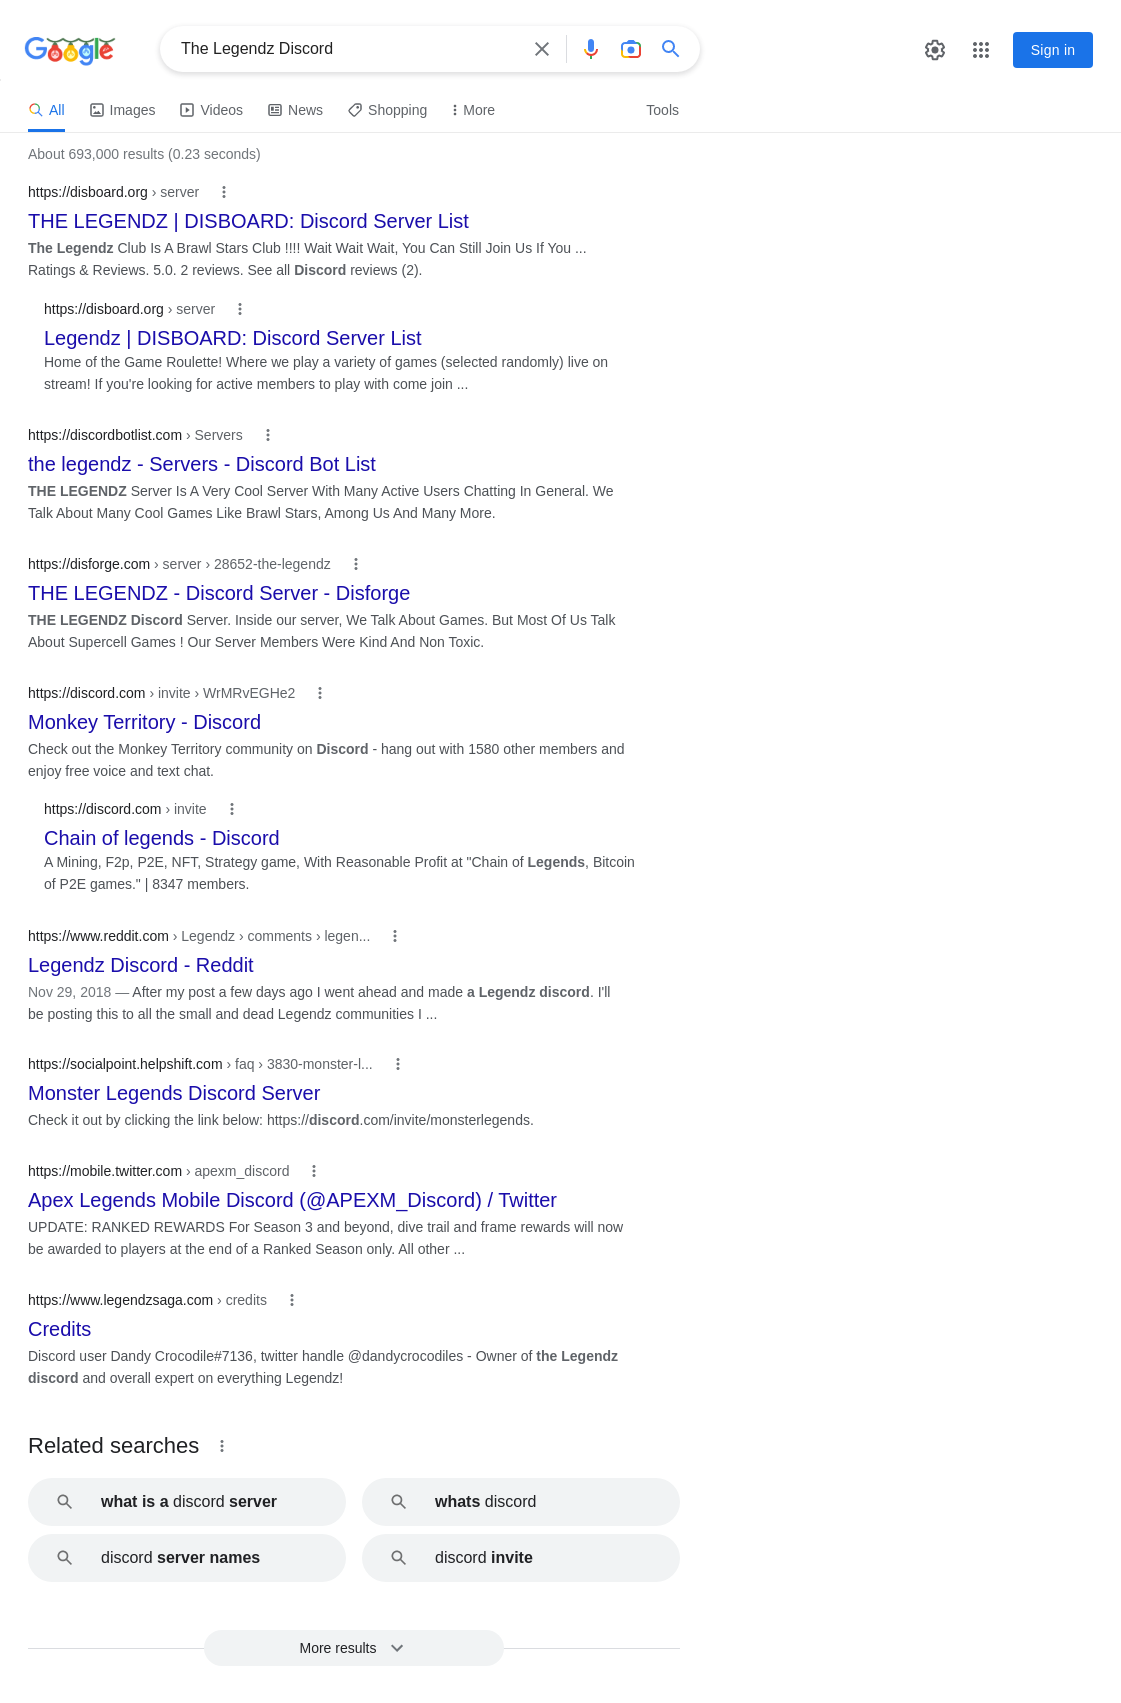 Google
The Legendz Discord
Sign in
All Images Videos News Shopping More Tools
About 693,000 results (0.23 seconds)
https://disboard.org › server
THE LEGENDZ | DISBOARD: Discord Server List
The Legendz Club Is A Brawl Stars Club !!!! Wait Wait Wait, You Can Still Join Us If You ...
Ratings & Reviews. 5.0. 2 reviews. See all Discord reviews (2).
https://disboard.org › server
Legendz | DISBOARD: Discord Server List
Home of the Game Roulette! Where we play a variety of games (selected randomly) live on
stream! If you're looking for active members to play with come join ...
https://discordbotlist.com › Servers
the legendz - Servers - Discord Bot List
THE LEGENDZ Server Is A Very Cool Server With Many Active Users Chatting In General. We
Talk About Many Cool Games Like Brawl Stars, Among Us And Many More.
https://disforge.com › server › 28652-the-legendz
THE LEGENDZ - Discord Server - Disforge
THE LEGENDZ Discord Server. Inside our server, We Talk About Games. But Most Of Us Talk
About Supercell Games ! Our Server Members Were Kind And Non Toxic.
https://discord.com › invite › WrMRvEGHe2
Monkey Territory - Discord
Check out the Monkey Territory community on Discord - hang out with 1580 other members and
enjoy free voice and text chat.
https://discord.com › invite
Chain of legends - Discord
A Mining, F2p, P2E, NFT, Strategy game, With Reasonable Profit at "Chain of Legends, Bitcoin
of P2E games." | 8347 members.
https://www.reddit.com › Legendz › comments › legen...
Legendz Discord - Reddit
Nov 29, 2018 — After my post a few days ago I went ahead and made a Legendz discord. I'll
be posting this to all the small and dead Legendz communities I ...
https://socialpoint.helpshift.com › faq › 3830-monster-l...
Monster Legends Discord Server
Check it out by clicking the link below: https://discord.com/invite/monsterlegends.
https://mobile.twitter.com › apexm_discord
Apex Legends Mobile Discord (@APEXM_Discord) / Twitter
UPDATE: RANKED REWARDS For Season 3 and beyond, dive trail and frame rewards will now
be awarded to players at the end of a Ranked Season only. All other ...
https://www.legendzsaga.com › credits
Credits
Discord user Dandy Crocodile#7136, twitter handle @dandycrocodiles - Owner of the Legendz
discord and overall expert on everything Legendz!
Related searches
what is a discord server
whats discord
discord server names
discord invite
More results